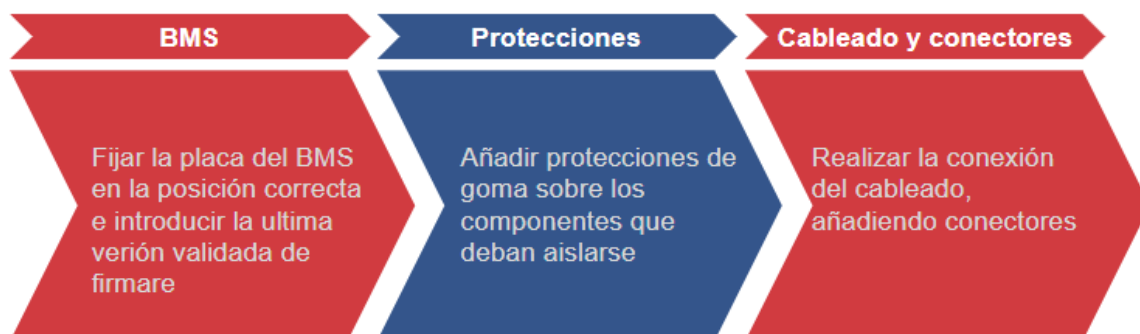 BMS
Protecciones
Cableado y conectores
Fijar la placa del BMS
en la posición correcta
e introducir la ultima
verión validada de
firmare
Añadir protecciones de
goma sobre los
componentes que
deban aislarse
Realizar la conexión
del cableado,
añadiendo conectores